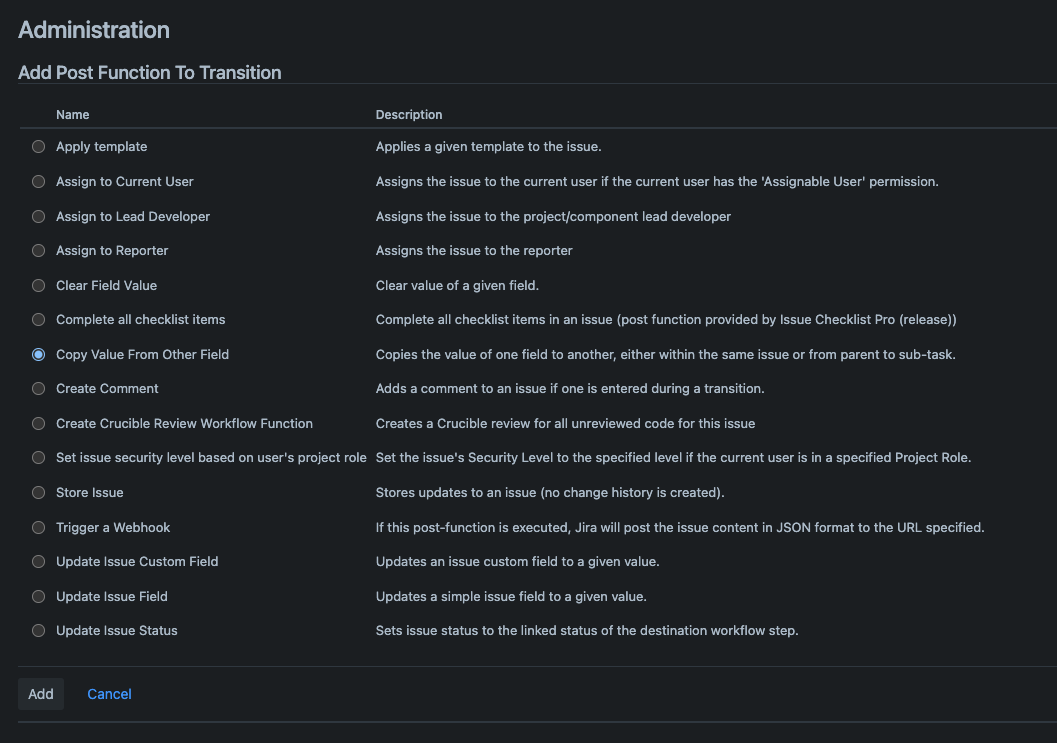 Administration
Add Post Function To Transition
Name Description
Apply template Applies a given template to the issue.
Assign to Current User Assigns the issue to the current user if the current user has the 'Assignable User' permission.
Assign to Lead Developer Assigns the issue to the project/component lead developer
Assign to Reporter Assigns the issue to the reporter
Clear Field Value Clear value of a given field.
Complete all checklist items Complete all checklist items in an issue (post function provided by Issue Checklist Pro (release))
Copy Value From Other Field Copies the value of one field to another, either within the same issue or from parent to sub-task.
Create Comment Adds a comment to an issue if one is entered during a transition.
Create Crucible Review Workflow Function Creates a Crucible review for all unreviewed code for this issue
Set issue security level based on user's project role Set the issue's Security Level to the specified level if the current user is in a specified Project Role.
Store Issue Stores updates to an issue (no change history is created).
Trigger a Webhook If this post-function is executed, Jira will post the issue content in JSON format to the URL specified.
Update Issue Custom Field Updates an issue custom field to a given value.
Update Issue Field Updates a simple issue field to a given value.
Update Issue Status Sets issue status to the linked status of the destination workflow step.
Add Cancel